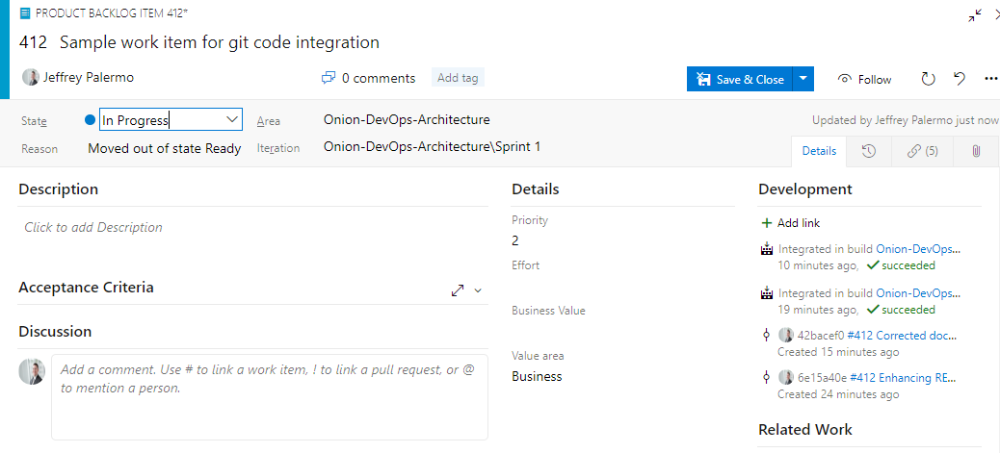 PRODUCT BACKLOG ITEM 412*
412 Sample work item for git code integration
Jeffrey Palermo
0 comments
Add tag
Save & Close
Follow
State
In Progress
Area
Onion-DevOps-Architecture
Updated by Jeffrey Palermo just now
Reason
Moved out of state Ready
Iteration
Onion-DevOps-Architecture\Sprint 1
Details
(5)
Description
Click to add Description
Acceptance Criteria
Discussion
Add a comment. Use # to link a work item, ! to link a pull request, or @
to mention a person.
Details
Priority
2
Effort
Business Value
Value area
Business
Development
+ Add link
Integrated in build Onion-DevOps...
10 minutes ago, succeeded
Integrated in build Onion-DevOps...
19 minutes ago, succeeded
42bacef0 #412 Corrected doc...
Created 15 minutes ago
6e15a40e #412 Enhancing RE...
Created 24 minutes ago
Related Work